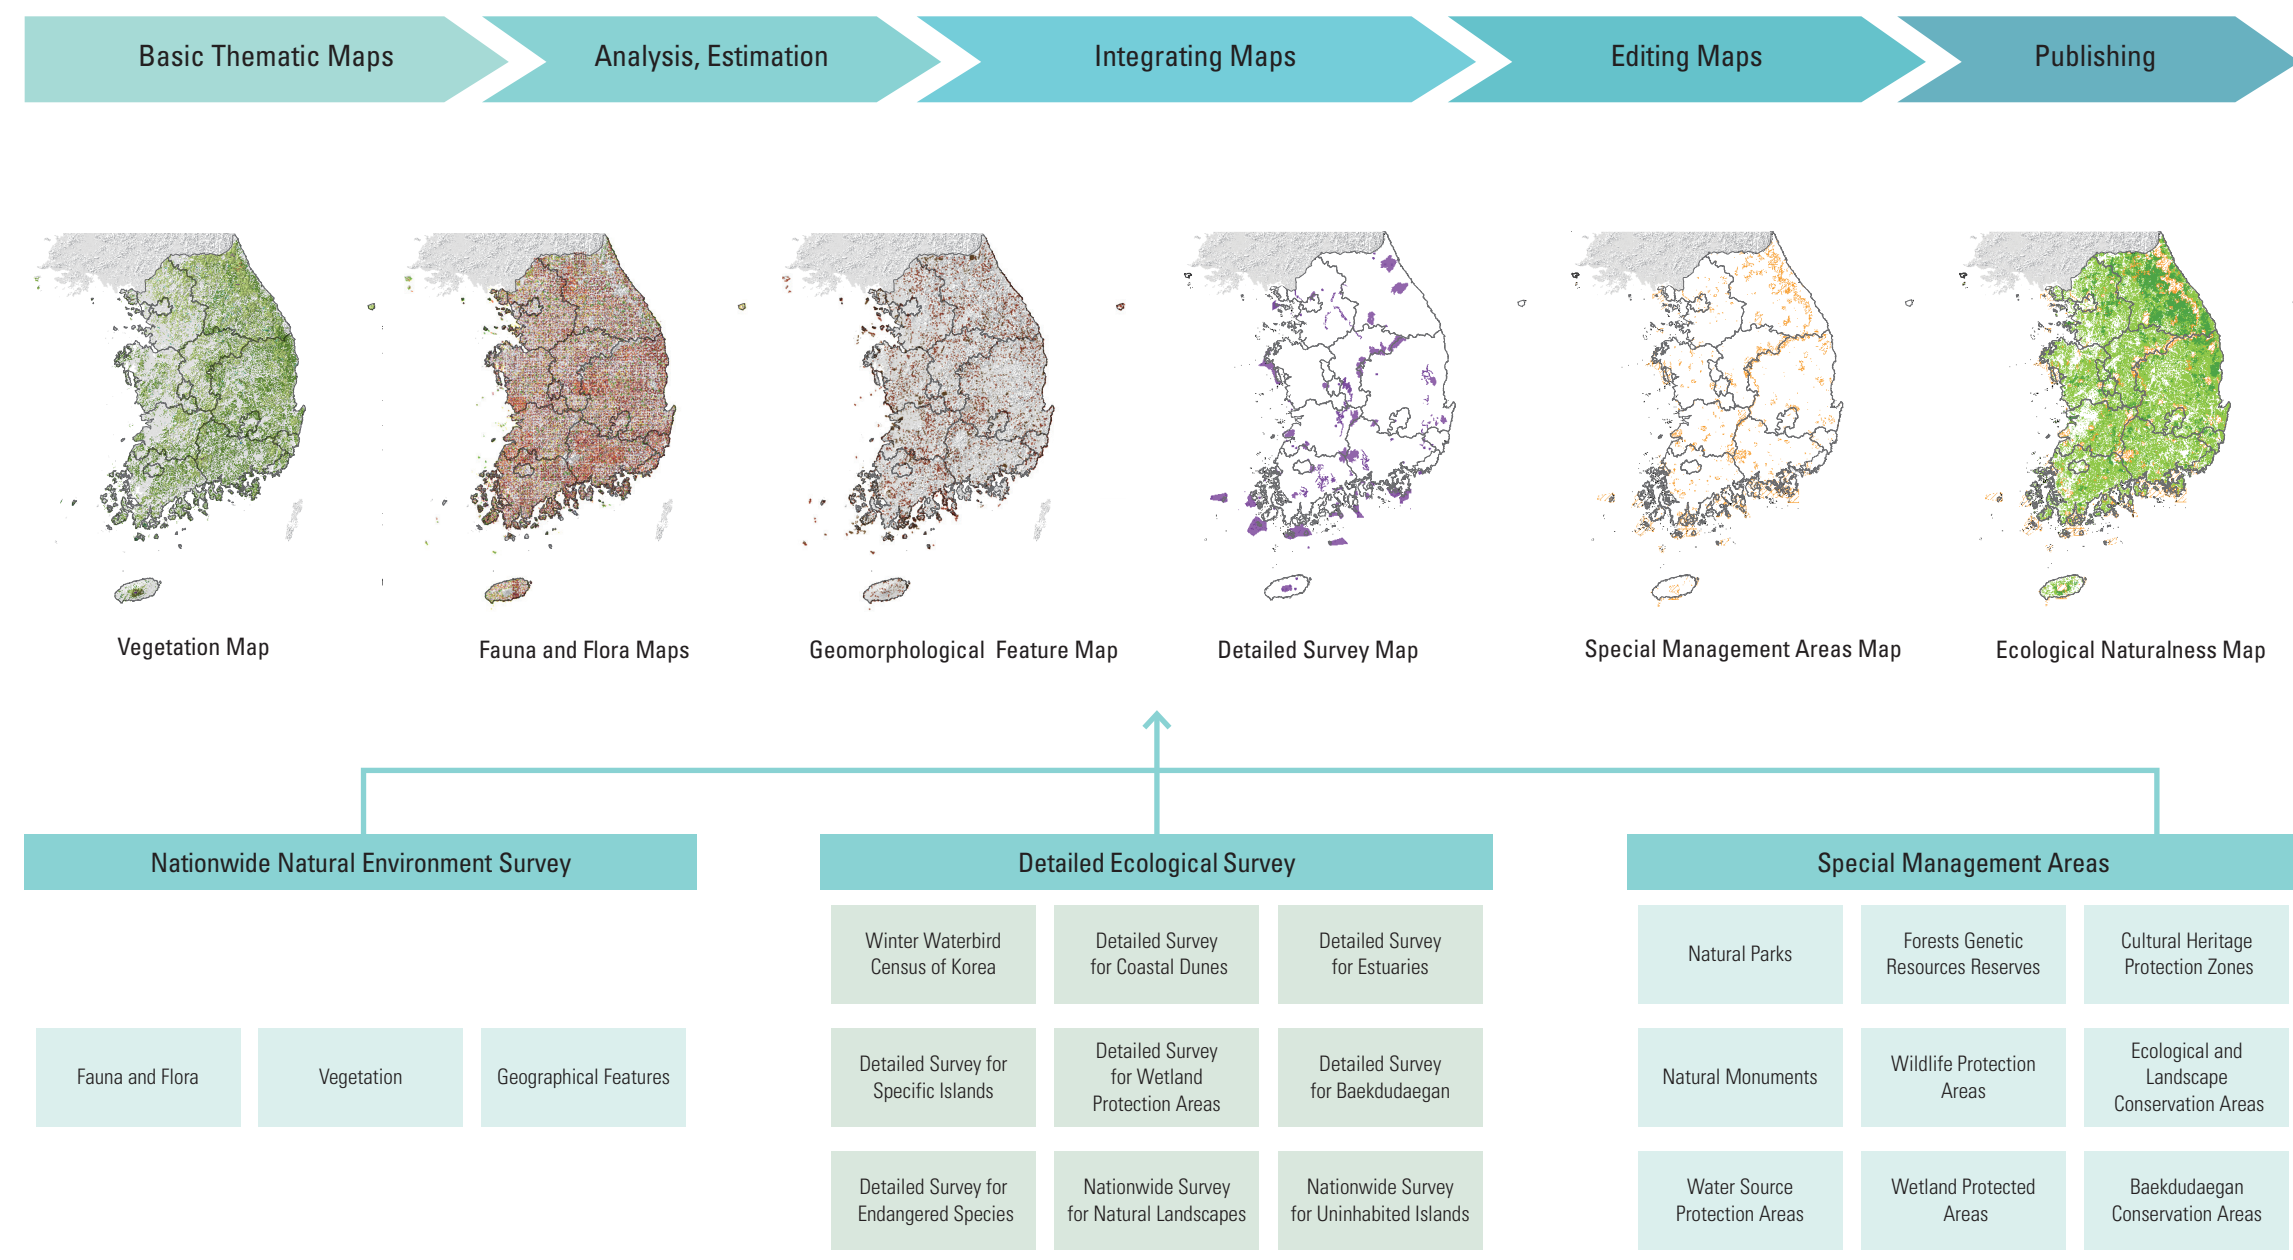 Basic Thematic Maps
Analysis, Estimation
Integrating Maps
Editing Maps
Publishing
Vegetation Map
Fauna and Flora Maps
Geomorphological Feature Map
Detailed Survey Map
Special Management Areas Map
Ecological Naturalness Map
Nationwide Natural Environment Survey
Fauna and Flora
Vegetation
Geographical Features
Detailed Ecological Survey
Winter Waterbird
Census of Korea
Detailed Survey
for Coastal Dunes
Detailed Survey
for Estuaries
Detailed Survey for
Specific Islands
Detailed Survey
for Wetland
Protection Areas
Detailed Survey
for Baekdudaegan
Detailed Survey for
Endangered Species
Nationwide Survey
for Natural Landscapes
Nationwide Survey
for Uninhabited Islands
Special Management Areas
Natural Parks
Forests Genetic
Resources Reserves
Cultural Heritage
Protection Zones
Natural Monuments
Wildlife Protection
Areas
Ecological and
Landscape
Conservation Areas
Water Source
Protection Areas
Wetland Protected
Areas
Baekdudaegan
Conservation Areas